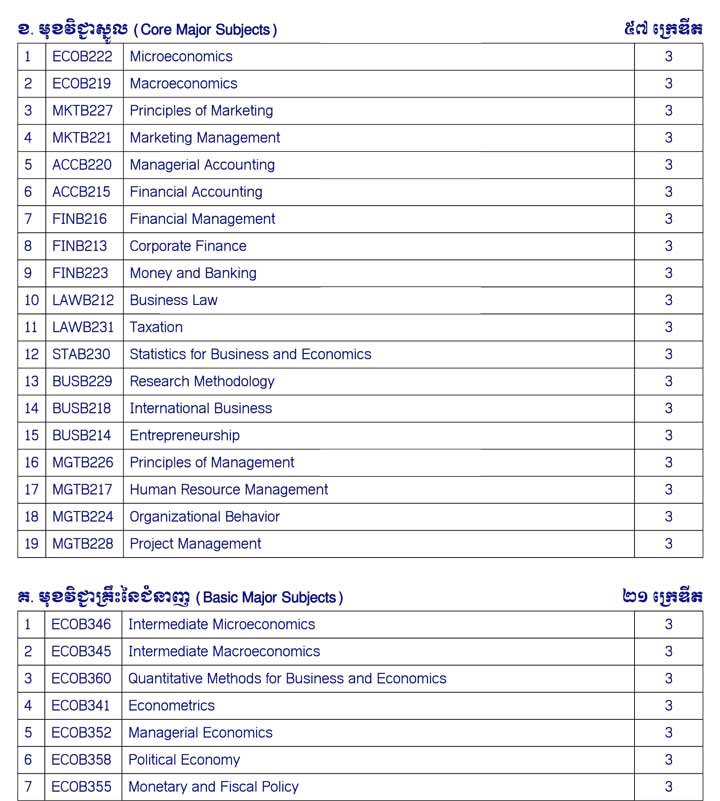 ខ. មុខវិជ្ជាស្នូល (Core Major Subjects) ៥៧ ក្រេឌីត
1 ECOB222 Microeconomics 3
2 ECOB219 Macroeconomics 3
3 MKTB227 Principles of Marketing 3
4 MKTB221 Marketing Management 3
5 ACCB220 Managerial Accounting 3
6 ACCB215 Financial Accounting 3
7 FINB216 Financial Management 3
8 FINB213 Corporate Finance 3
9 FINB223 Money and Banking 3
10 LAWB212 Business Law 3
11 LAWB231 Taxation 3
12 STAB230 Statistics for Business and Economics 3
13 BUSB229 Research Methodology 3
14 BUSB218 International Business 3
15 BUSB214 Entrepreneurship 3
16 MGTB226 Principles of Management 3
17 MGTB217 Human Resource Management 3
18 MGTB224 Organizational Behavior 3
19 MGTB228 Project Management 3
គ. មុខវិជ្ជាគ្រឹះនៃជំនាញ (Basic Major Subjects) ២១ ក្រេឌីត
1 ECOB346 Intermediate Microeconomics 3
2 ECOB345 Intermediate Macroeconomics 3
3 ECOB360 Quantitative Methods for Business and Economics 3
4 ECOB341 Econometrics 3
5 ECOB352 Managerial Economics 3
6 ECOB358 Political Economy 3
7 ECOB355 Monetary and Fiscal Policy 3